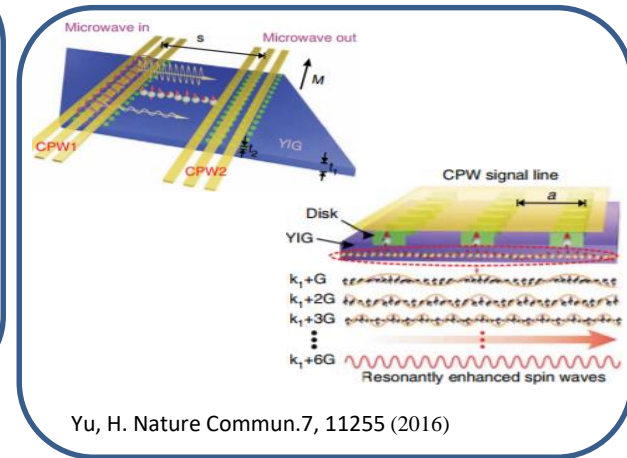 Microwave in
s
Microwave out
M
CPW1
CPW2
t2
YIG
t1
CPW signal line
a
Disk
YIG
k1+G
k1+2G
k1+3G
k1+6G
Resonantly enhanced spin waves
Yu, H. Nature Commun.7, 11255 (2016)